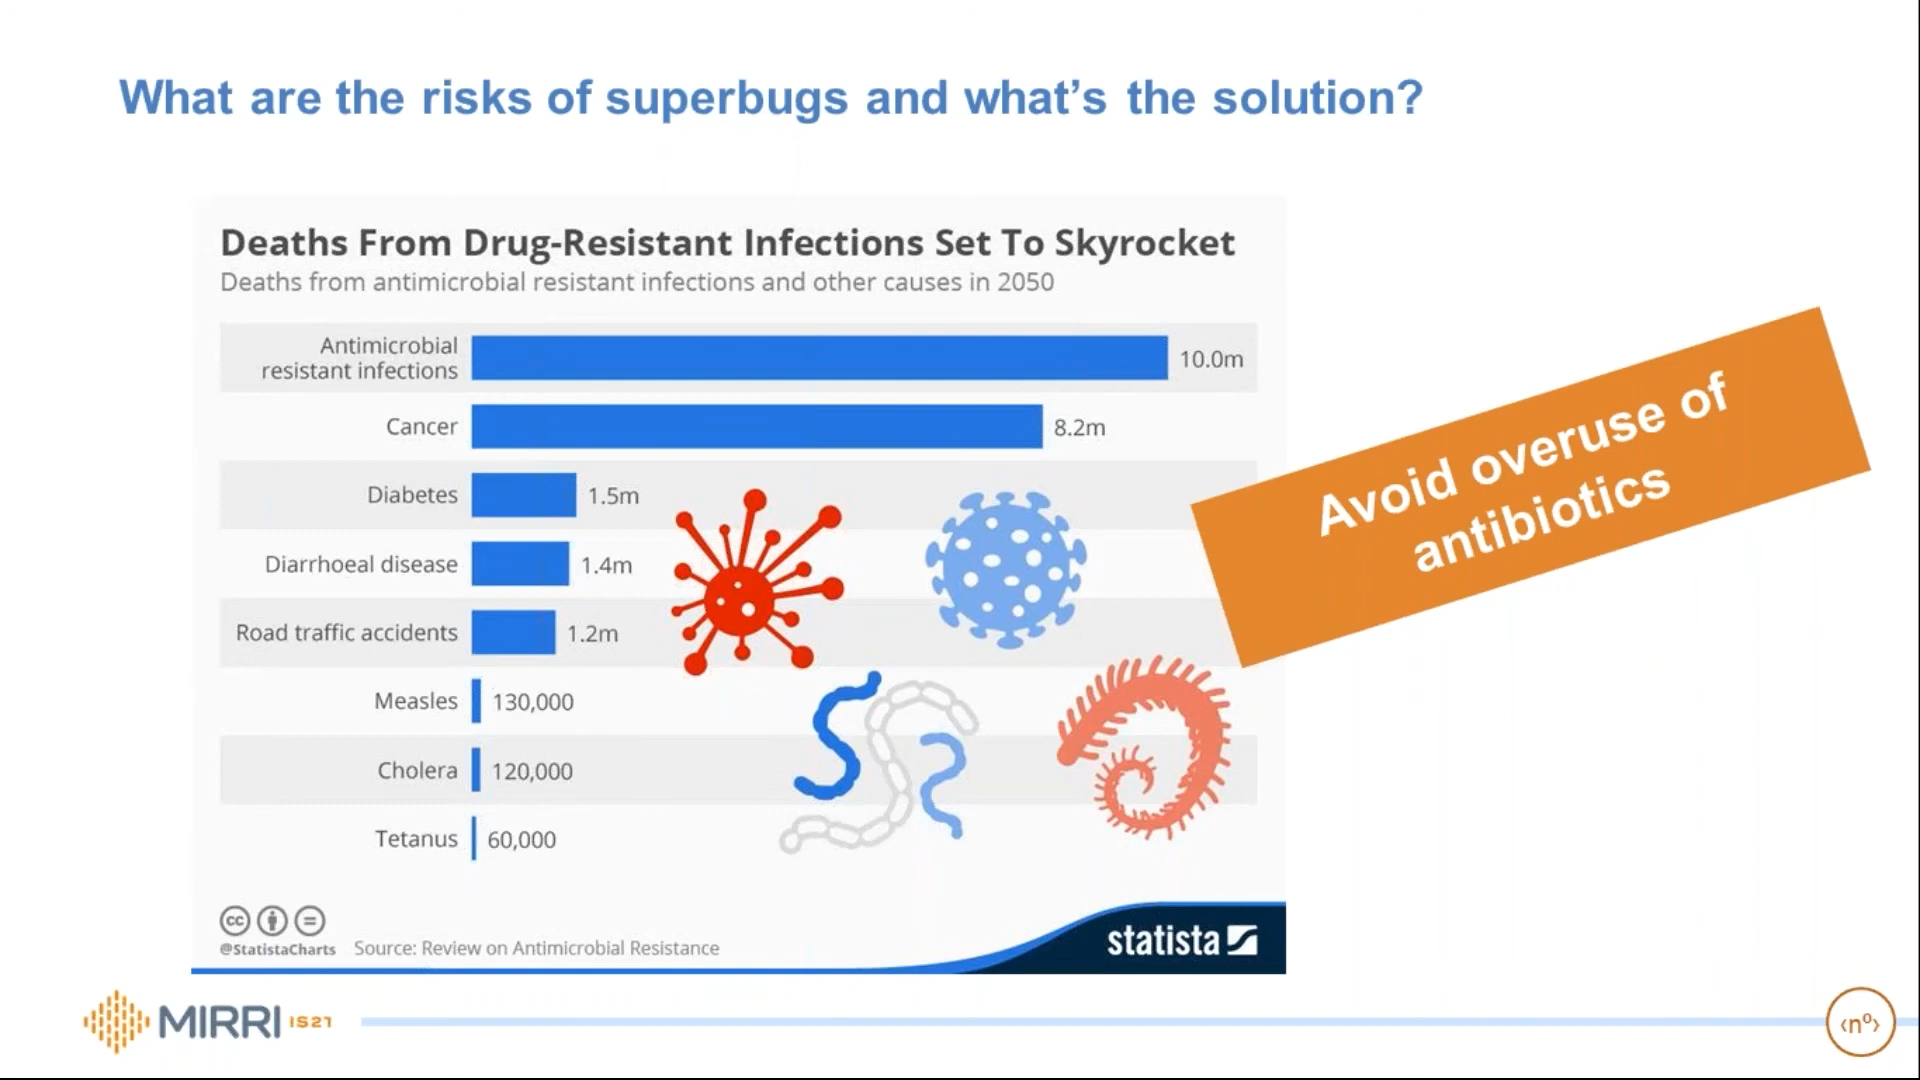 What are the risks of superbugs and what’s the solution?
Deaths From Drug-Resistant Infections Set To Skyrocket
Deaths from antimicrobial resistant infections and other causes in 2050
Antimicrobial
resistant infections
10.0m
Cancer
8.2m
Diabetes
1.5m
Diarrhoeal disease
1.4m
Road traffic accidents
1.2m
Measles
130,000
Cholera
120,000
Tetanus
60,000
Avoid overuse of
antibiotics
cc
=
@StatistaCharts
Source: Review on Antimicrobial Resistance
statista
MIRRI IS21
‹nº›